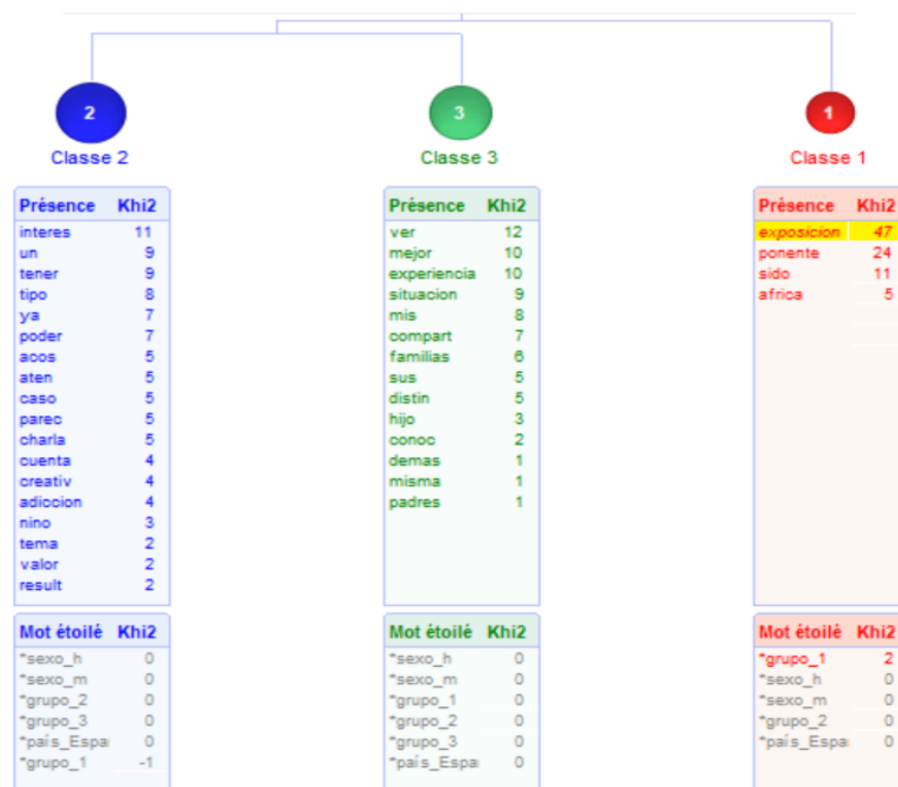 2
Classe 2
Présence Khi2
interes 11
un 9
tener 9
tipo 8
ya 7
poder 7
acos 5
aten 5
caso 5
parec 5
charla 5
cuenta 4
creativ 4
adiccion 4
nino 3
tema 2
valor 2
result 2
Mot étoilé Khi2
*sexo_h 0
*sexo_m 0
*grupo_2 0
*grupo_3 0
*país_Espa 0
*grupo_1 -1
3
Classe 3
Présence Khi2
ver 12
mejor 10
experiencia 10
situacion 9
mis 8
compart 7
familias 6
sus 5
distin 5
hijo 3
conoc 2
demas 1
misma 1
padres 1
Mot étoilé Khi2
*sexo_h 0
*sexo_m 0
*grupo_1 0
*grupo_2 0
*grupo_3 0
*país_Espa 0
1
Classe 1
Présence Khi2
exposicion 47
ponente 24
sido 11
africa 5
Mot étoilé Khi2
*grupo_1 2
*sexo_h 0
*sexo_m 0
*grupo_2 0
*país_Espa 0